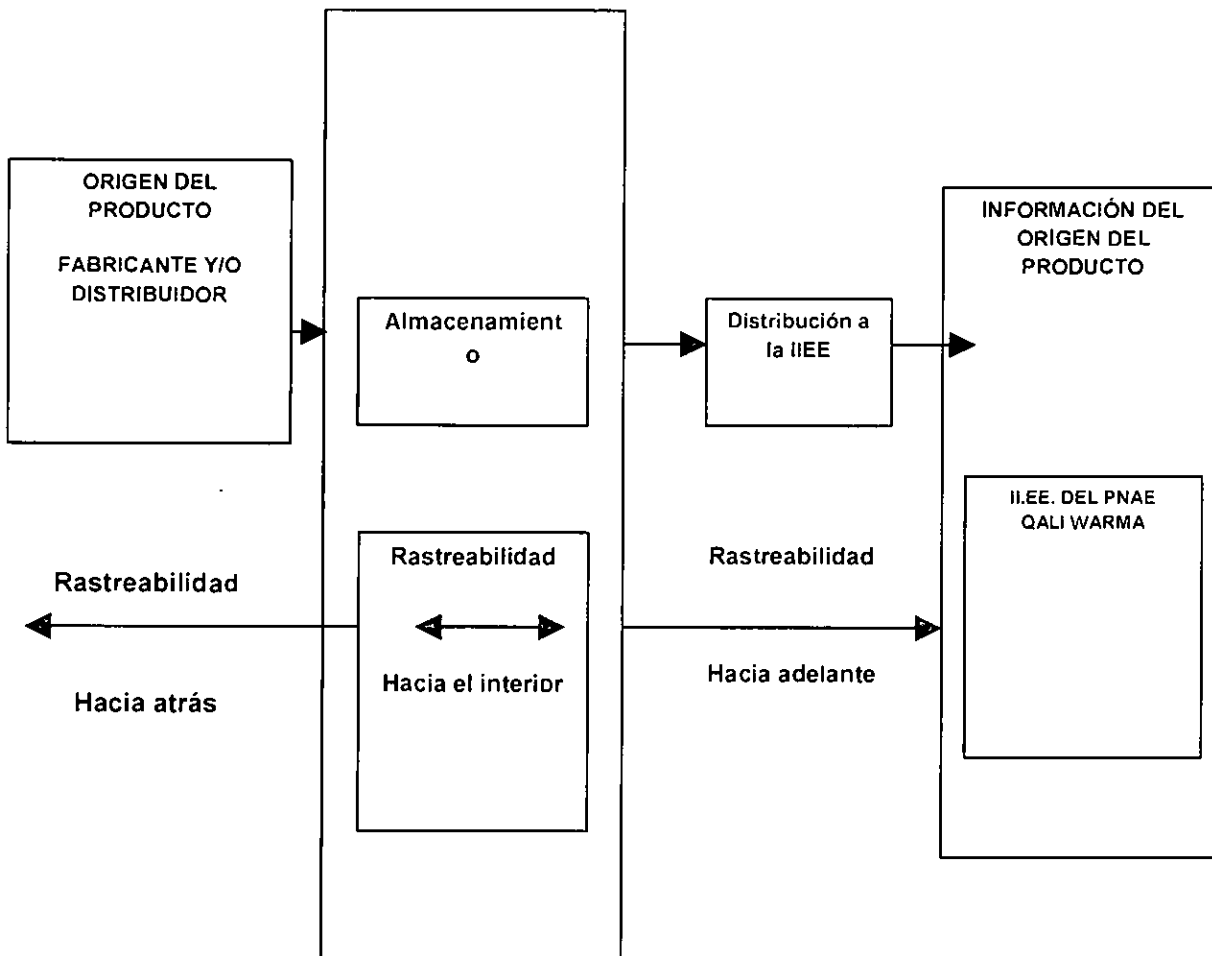 ORIGEN DEL
PRODUCTO
FABRICANTE Y/O
DISTRIBUIDOR
Almacenamient
o
Distribución a
la IIEE
INFORMACIÓN DEL
ORIGEN DEL
PRODUCTO
II.EE. DEL PNAE
QALI WARMA
Rastreabilidad
Hacia atrás
Rastreabilidad
Hacia el interior
Rastreabilidad
Hacia adelante